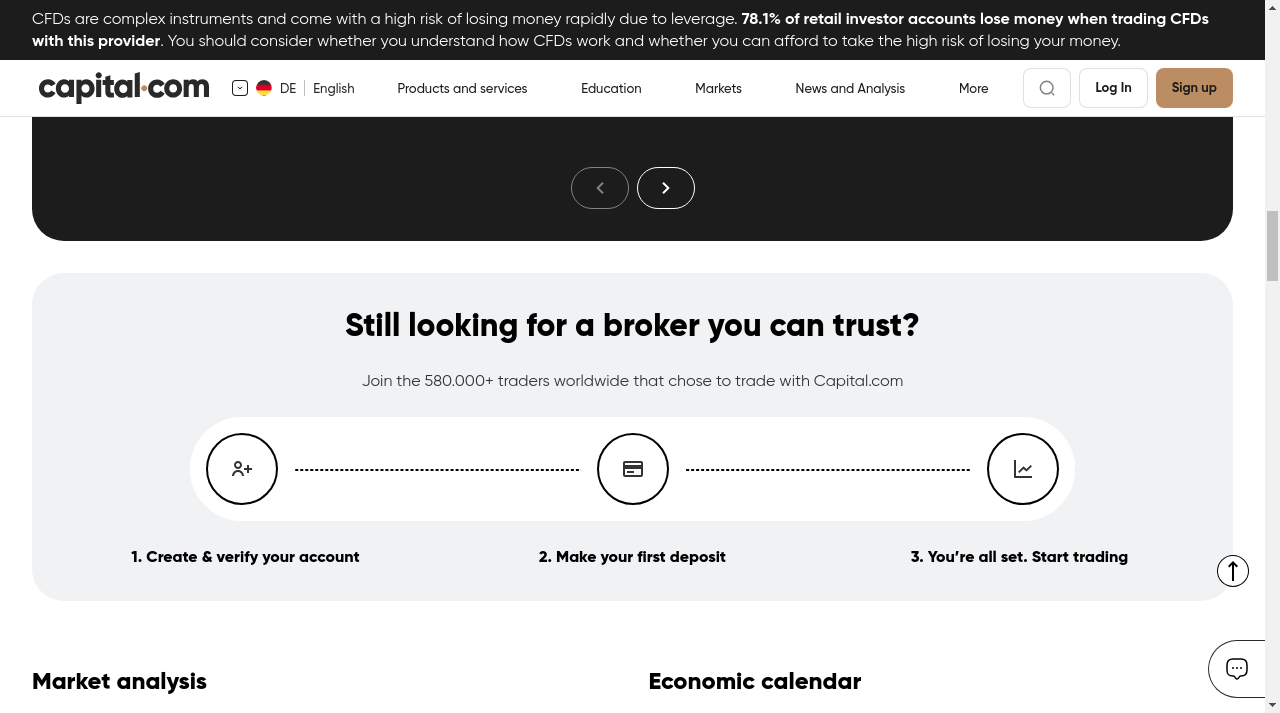 CFDs are complex instruments and come with a high risk of losing money rapidly due to leverage. 78.1% of retail investor accounts lose money when trading CFDs
with this provider. You should consider whether you understand how CFDs work and whether you can afford to take the high risk of losing your money.
capital.com DE English Products and services Education Markets News and Analysis More Log In Sign up
Still looking for a broker you can trust?
Join the 580.000+ traders worldwide that chose to trade with Capital.com
1. Create & verify your account 2. Make your first deposit 3. You’re all set. Start trading
Market analysis Economic calendar